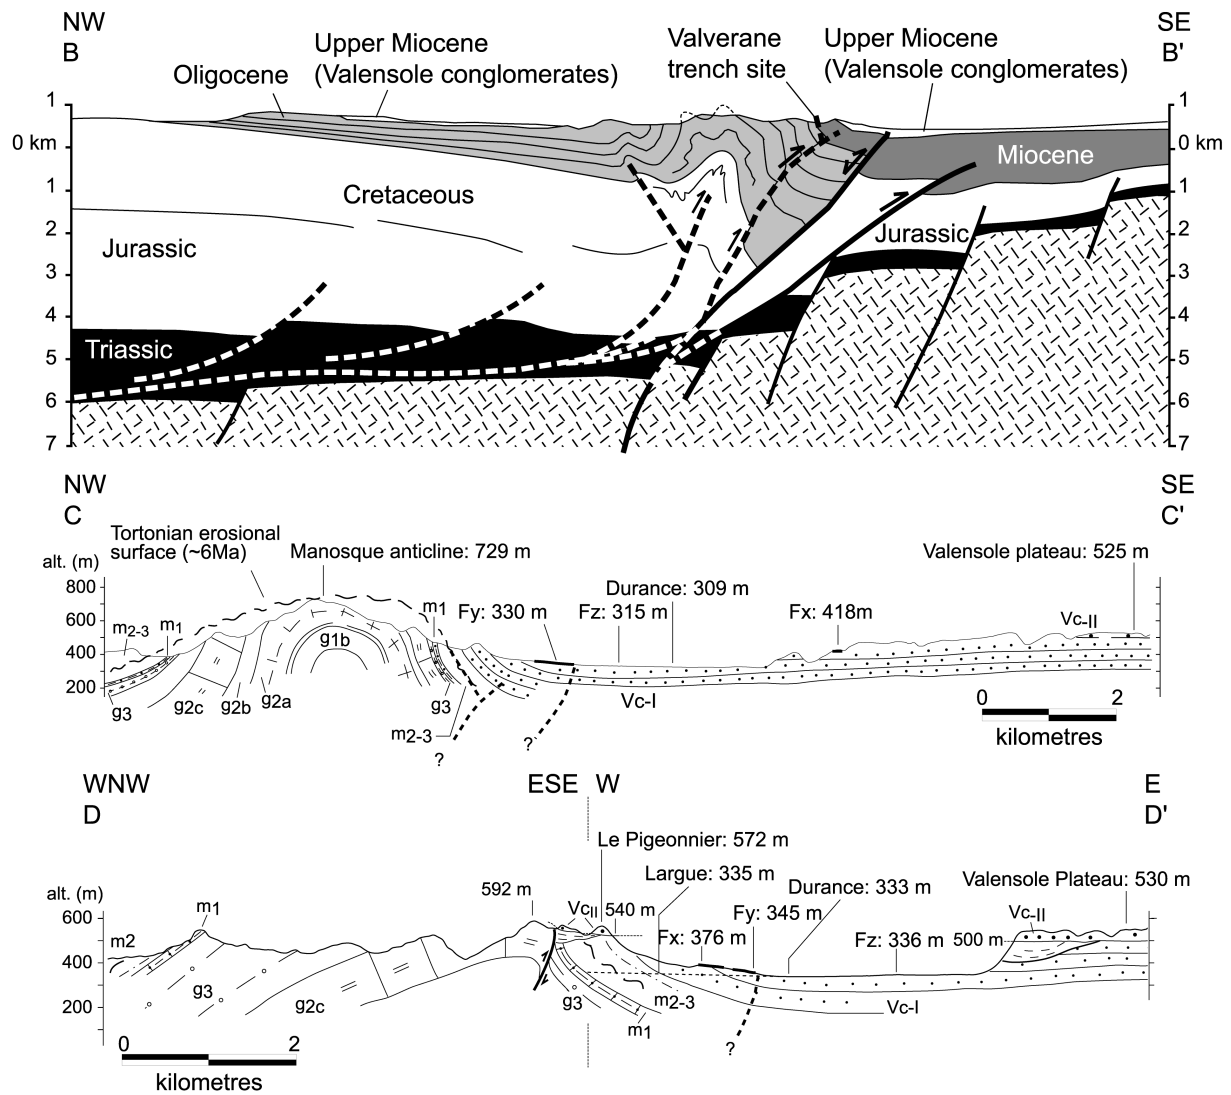 NW
B
SE
B'
Oligocene
Upper Miocene
(Valensole conglomerates)
Valverane
trench site
Upper Miocene
(Valensole conglomerates)
1
0 km
1
2
3
4
5
6
7
1
0 km
1
2
3
4
5
6
7
Miocene
Cretaceous
Jurassic
Jurassic
Triassic
NW
C
SE
C'
Tortonian erosional
surface (~6Ma)
Manosque anticline: 729 m
Valensole plateau: 525 m
alt. (m)
800
600
400
200
Durance: 309 m
m1
Fy: 330 m
Fz: 315 m
Fx: 418m
m2-3
m1
Vc-II
g1b
g3
g2c
g2b
g2a
g3
m2-3
?
?
Vc-I
0
2
kilometres
WNW
D
ESE
W
E
D'
Le Pigeonnier: 572 m
Largue: 335 m
Durance: 333 m
Valensole Plateau: 530 m
alt. (m)
600
400
200
592 m
m1
m2
VcII
540 m
Fy: 345 m
Fx: 376 m
Fz: 336 m
500 m
Vc-II
g3
g2c
g3
m2-3
m1
Vc-I
?
0
2
kilometres